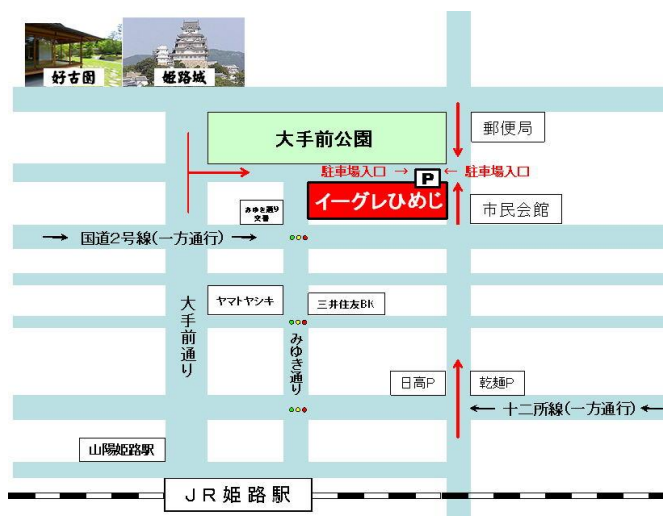 好古園
姫路城
大手前公園
郵便局
駐車場入口 →
← 駐車場入口
P
イーグレひめじ
市民会館
みゆき通り
交番
→ 国道2号線(一方通行) →
ヤマトヤシキ
三井住友BK
大手前通り
みゆき通り
日高P
乾麺P
← 十二所線(一方通行) ←
山陽姫路駅
JR姫路駅